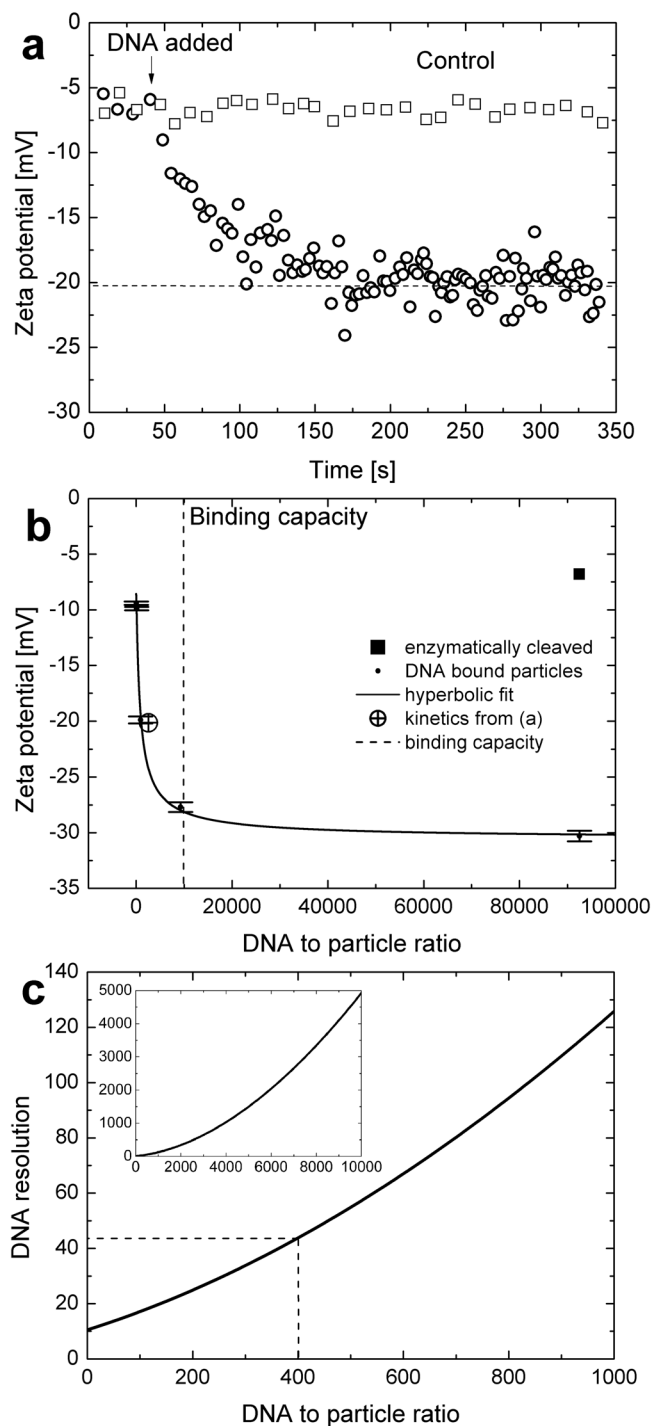 a
DNA added
Control
0
-5
-10
-15
-20
-25
-30
Zeta potential [mV]
0 50 100 150 200 250 300 350
Time [s]
b
Binding capacity
0
-5
-10
-15
-20
-25
-30
-35
Zeta potential [mV]
enzymatically cleaved
DNA bound particles
hyperbolic fit
kinetics from (a)
binding capacity
0 20000 40000 60000 80000 100000
DNA to particle ratio
c
140
120
100
80
60
40
20
0
DNA resolution
5000
4000
3000
2000
1000
0
0 2000 4000 6000 8000 10000
0 200 400 600 800 1000
DNA to particle ratio